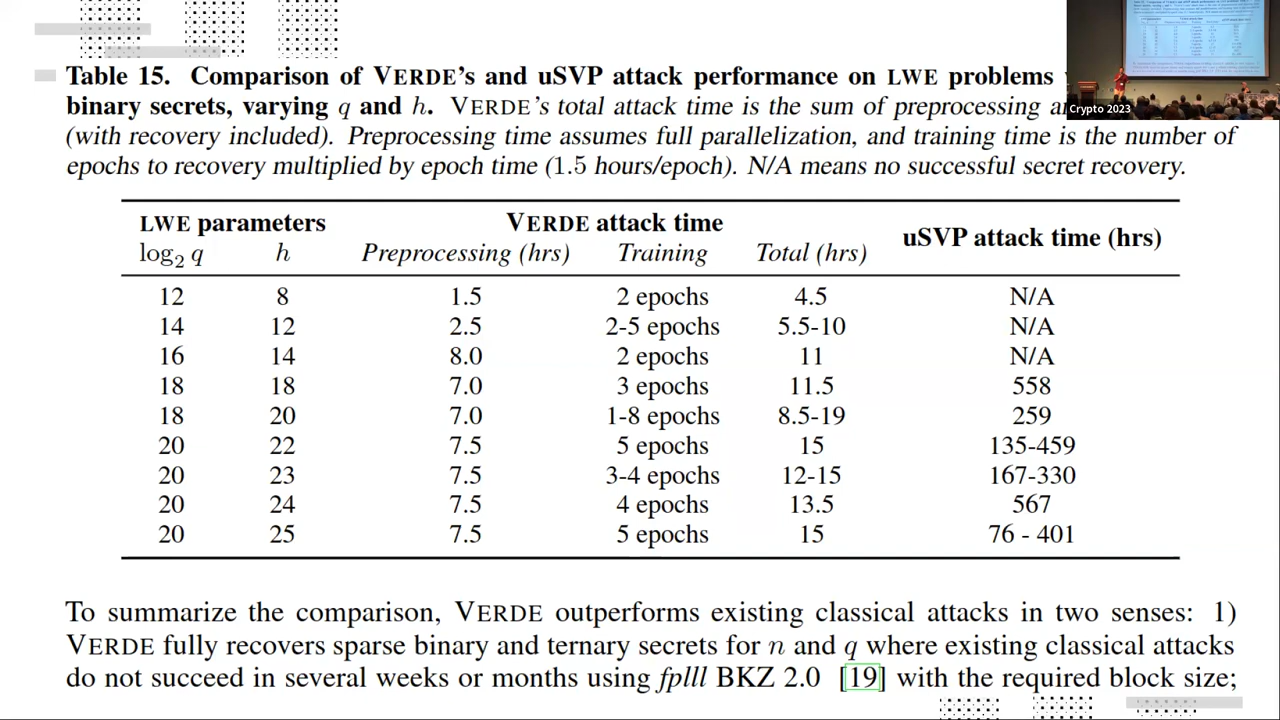 Table 15. Comparison of VERDE's and uSVP attack performance on LWE problems
binary secrets, varying q and h. VERDE's total attack time is the sum of preprocessing
(with recovery included). Preprocessing time assumes full parallelization, and training time is the number of
epochs to recovery multiplied by epoch time (1.5 hours/epoch). N/A means no successful secret recovery.
LWE parameters VERDE attack time uSVP attack time (hrs)
log₂ q h Preprocessing (hrs) Training Total (hrs)
12 8 1.5 2 epochs 4.5 N/A
14 12 2.5 2-5 epochs 5.5-10 N/A
16 14 8.0 2 epochs 11 N/A
18 18 7.0 3 epochs 11.5 558
18 20 7.0 1-8 epochs 8.5-19 259
20 22 7.5 5 epochs 15 135-459
20 23 7.5 3-4 epochs 12-15 167-330
20 24 7.5 4 epochs 13.5 567
20 25 7.5 5 epochs 15 76 - 401
To summarize the comparison, VERDE outperforms existing classical attacks in two senses: 1)
VERDE fully recovers sparse binary and ternary secrets for n and q where existing classical attacks
do not succeed in several weeks or months using fplll BKZ 2.0 [19] with the required block size;
Crypto 2023